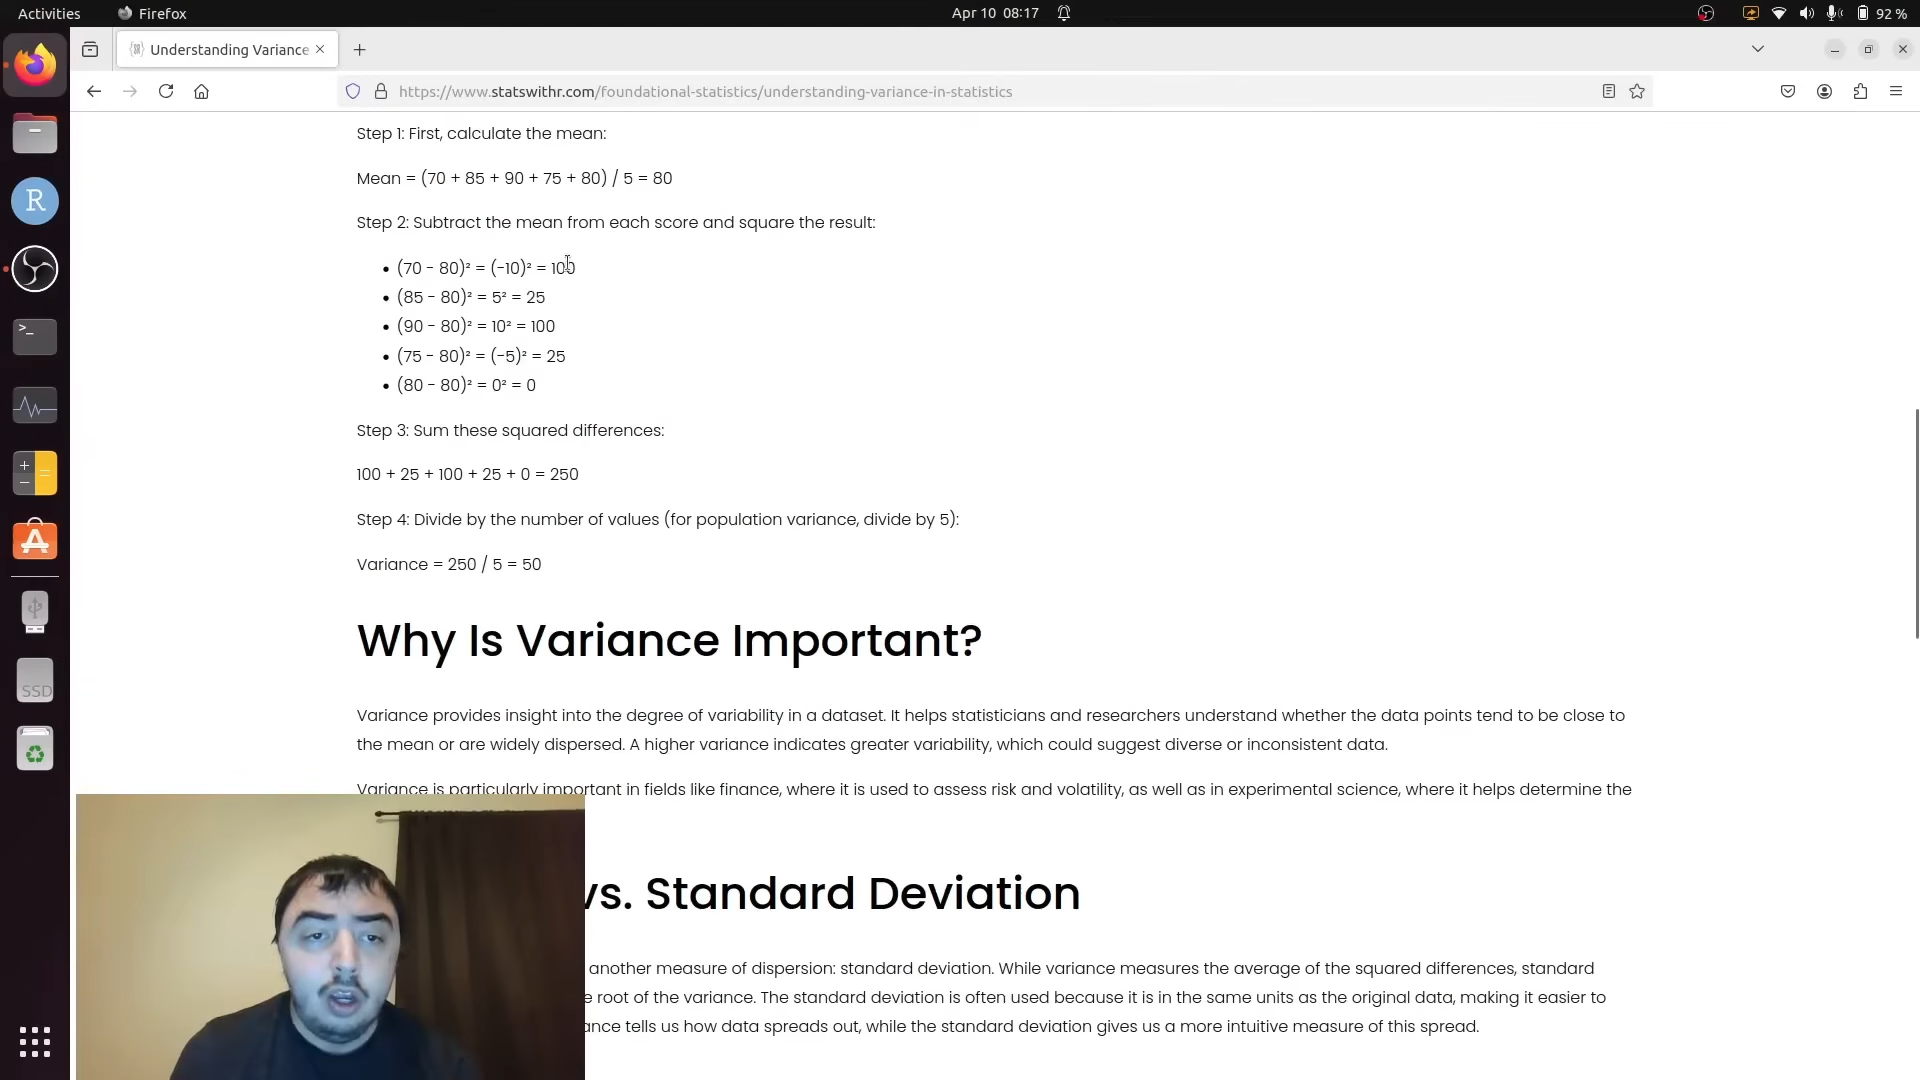 Activities
Firefox
Apr 10 08:17
92 %
Understanding Variance
https://www.statswithr.com/foundational-statistics/understanding-variance-in-statistics
Step 1: First, calculate the mean:
Mean = (70 + 85 + 90 + 75 + 80) / 5 = 80
Step 2: Subtract the mean from each score and square the result:
• (70 - 80)² = (-10)² = 100
• (85 - 80)² = 5² = 25
• (90 - 80)² = 10² = 100
• (75 - 80)² = (-5)² = 25
• (80 - 80)² = 0² = 0
Step 3: Sum these squared differences:
100 + 25 + 100 + 25 + 0 = 250
Step 4: Divide by the number of values (for population variance, divide by 5):
Variance = 250 / 5 = 50
Why Is Variance Important?
Variance provides insight into the degree of variability in a dataset. It helps statisticians and researchers understand whether the data points tend to be close to
the mean or are widely dispersed. A higher variance indicates greater variability, which could suggest diverse or inconsistent data.
Variance is particularly important in fields like finance, where it is used to assess risk and volatility, as well as in experimental science, where it helps determine the
vs. Standard Deviation
another measure of dispersion: standard deviation. While variance measures the average of the squared differences, standard
root of the variance. The standard deviation is often used because it is in the same units as the original data, making it easier to
tells us how data spreads out, while the standard deviation gives us a more intuitive measure of this spread.
R
SSD